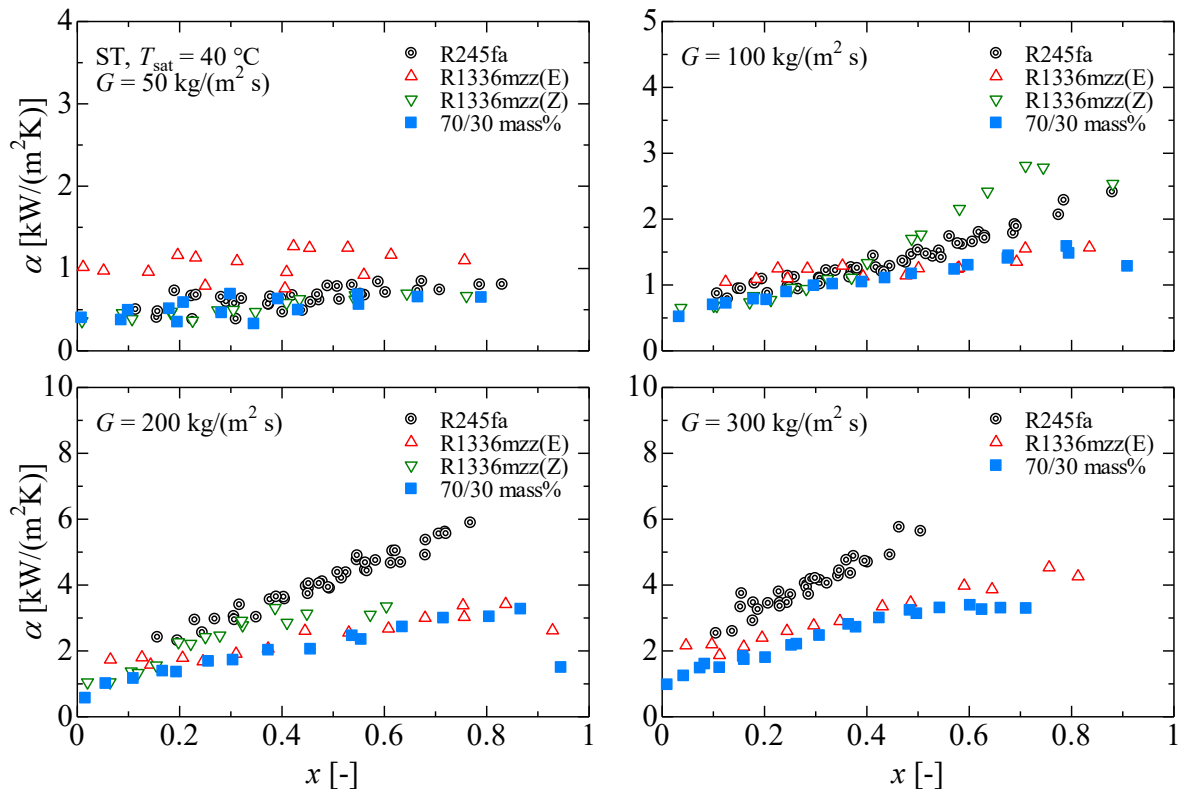 4
3
2
1
0
α [kW/(m²K)]
ST, Tsat = 40 °C
G = 50 kg/(m² s)
R245fa
R1336mzz(E)
R1336mzz(Z)
70/30 mass%
5
4
3
2
1
0
G = 100 kg/(m² s)
R245fa
R1336mzz(E)
R1336mzz(Z)
70/30 mass%
10
8
6
4
2
0
α [kW/(m²K)]
G = 200 kg/(m² s)
R245fa
R1336mzz(E)
R1336mzz(Z)
70/30 mass%
0 0.2 0.4 0.6 0.8 1
x [-]
10
8
6
4
2
0
G = 300 kg/(m² s)
R245fa
R1336mzz(E)
70/30 mass%
0 0.2 0.4 0.6 0.8 1
x [-]